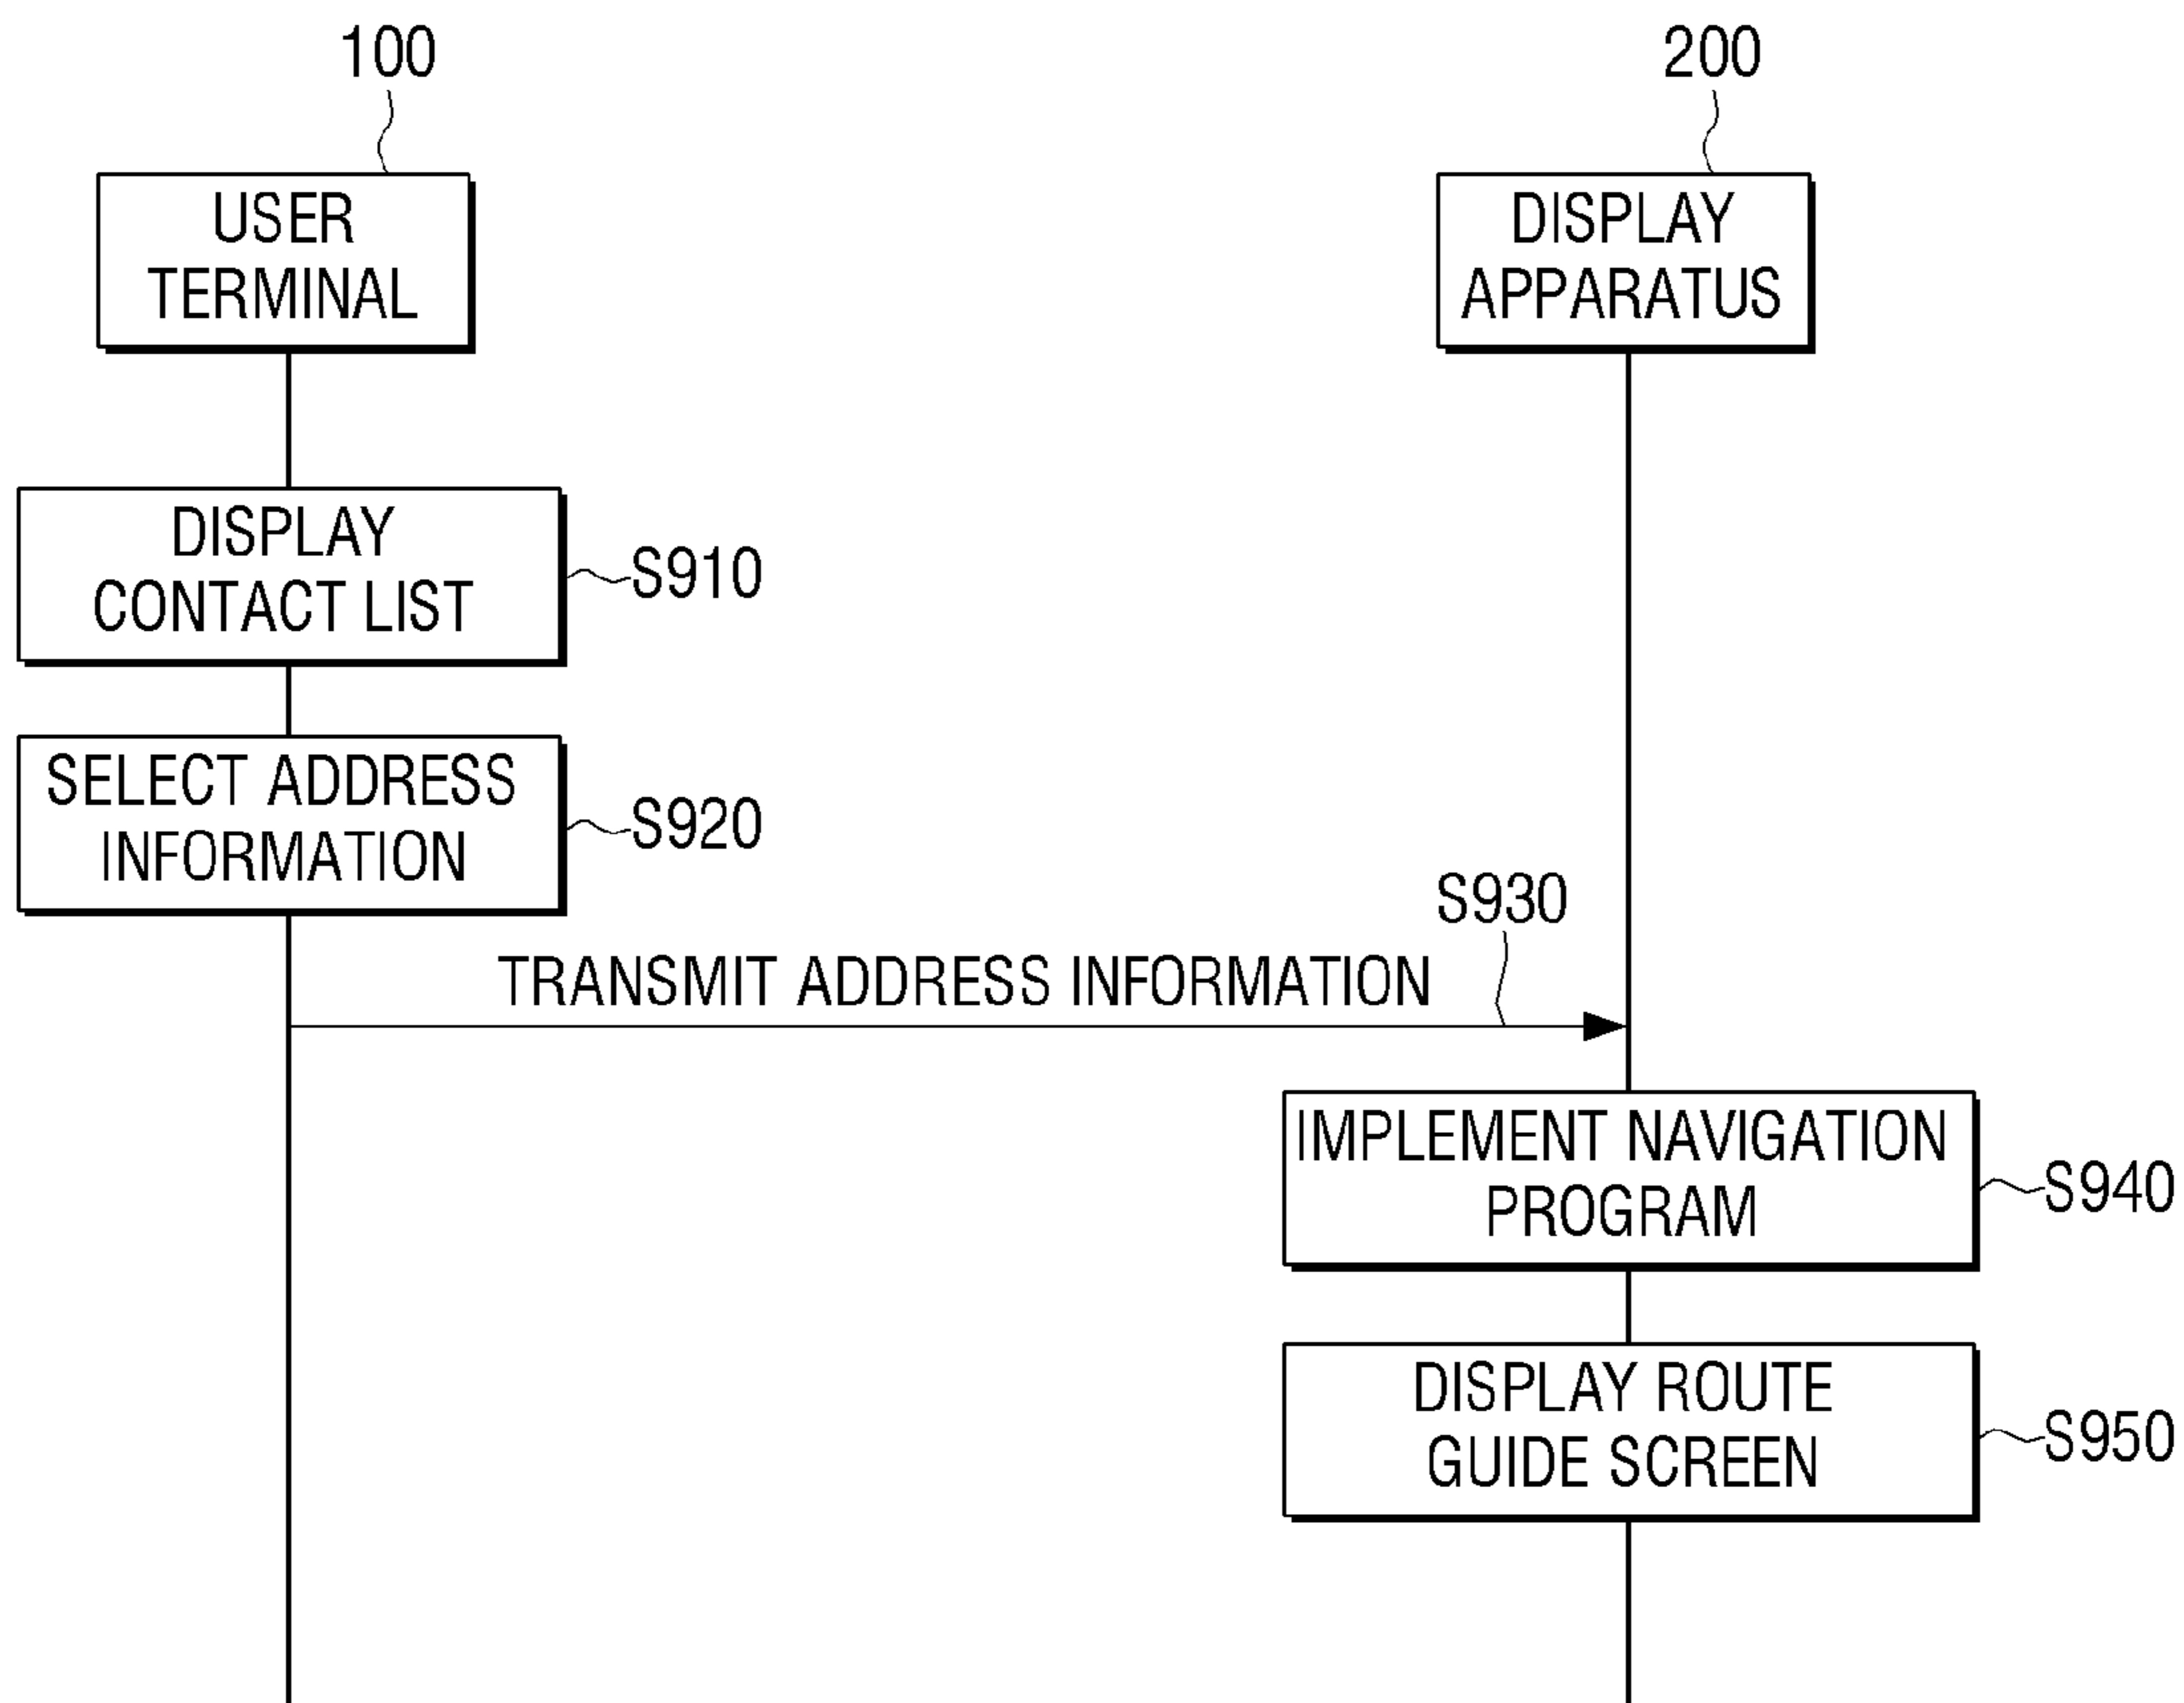 100
200
USER
TERMINAL
DISPLAY
APPARATUS
DISPLAY
CONTACT LIST
S910
SELECT ADDRESS
INFORMATION
S920
S930
TRANSMIT ADDRESS INFORMATION
IMPLEMENT NAVIGATION
PROGRAM
S940
DISPLAY ROUTE
GUIDE SCREEN
S950